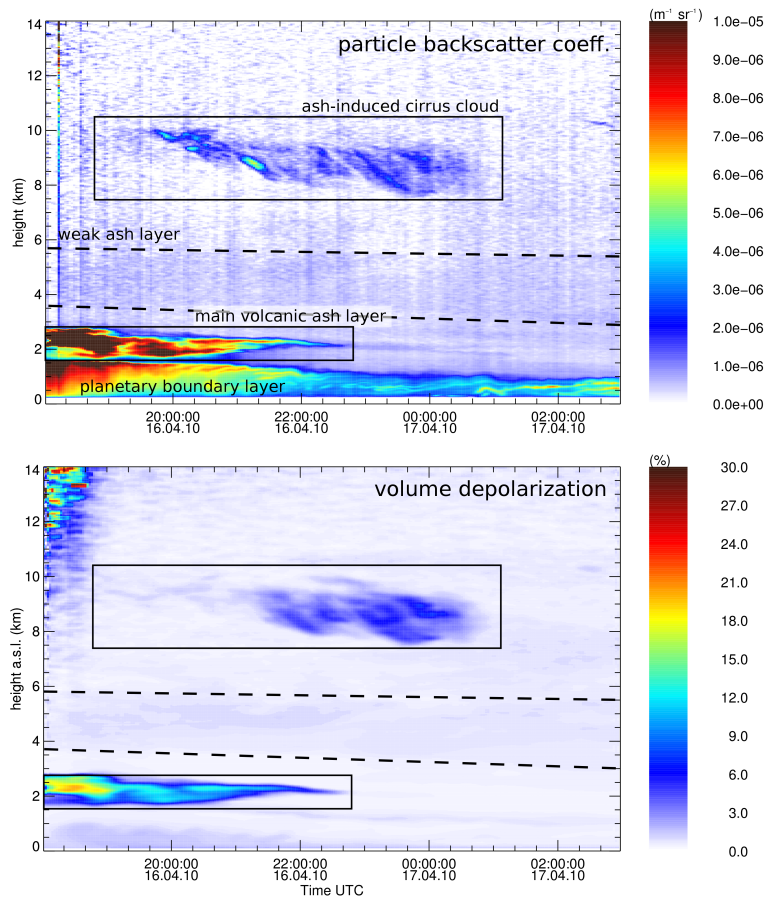 (m⁻¹ sr⁻¹)
particle backscatter coeff.
1.0e−05
9.0e−06
8.0e−06
7.0e−06
6.0e−06
5.0e−06
4.0e−06
3.0e−06
2.0e−06
1.0e−06
0.0e+00
14
12
10
8
6
4
2
0
height (km)
ash-induced cirrus cloud
weak ash layer
main volcanic ash layer
planetary boundary layer
20:00:00 22:00:00 00:00:00 02:00:00
16.04.10 16.04.10 17.04.10 17.04.10
(%)
volume depolarization
30.0
27.0
24.0
21.0
18.0
15.0
12.0
9.0
6.0
3.0
0.0
14
12
10
8
6
4
2
0
height a.s.l. (km)
20:00:00 22:00:00 00:00:00 02:00:00
16.04.10 16.04.10 17.04.10 17.04.10
Time UTC